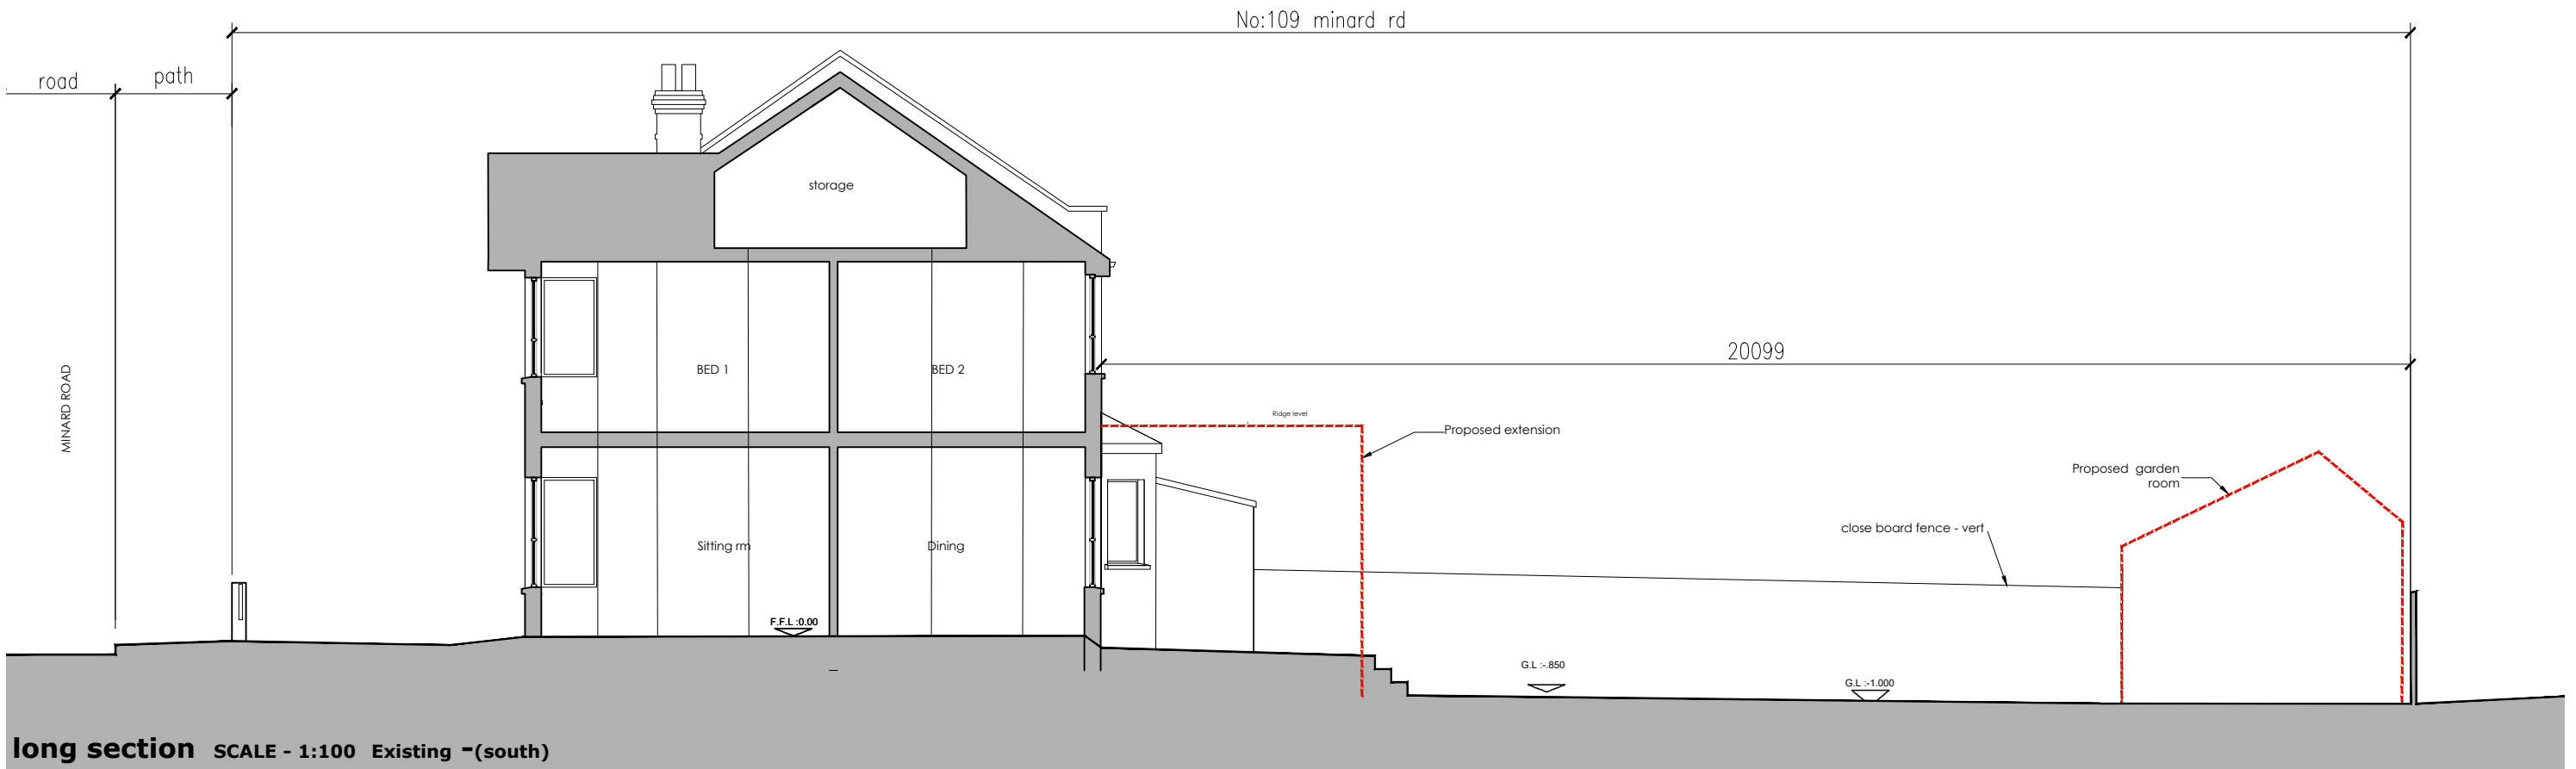 No:109 minard rd
road
path
storage
MINARD ROAD
20099
BED 1
BED 2
Ridge level
Proposed extension
Proposed garden
room
close board fence - vert
Sitting rm
Dining
F.F.L :0.00
G.L :-.850
G.L :-1.000
long section SCALE - 1:100 Existing -(south)